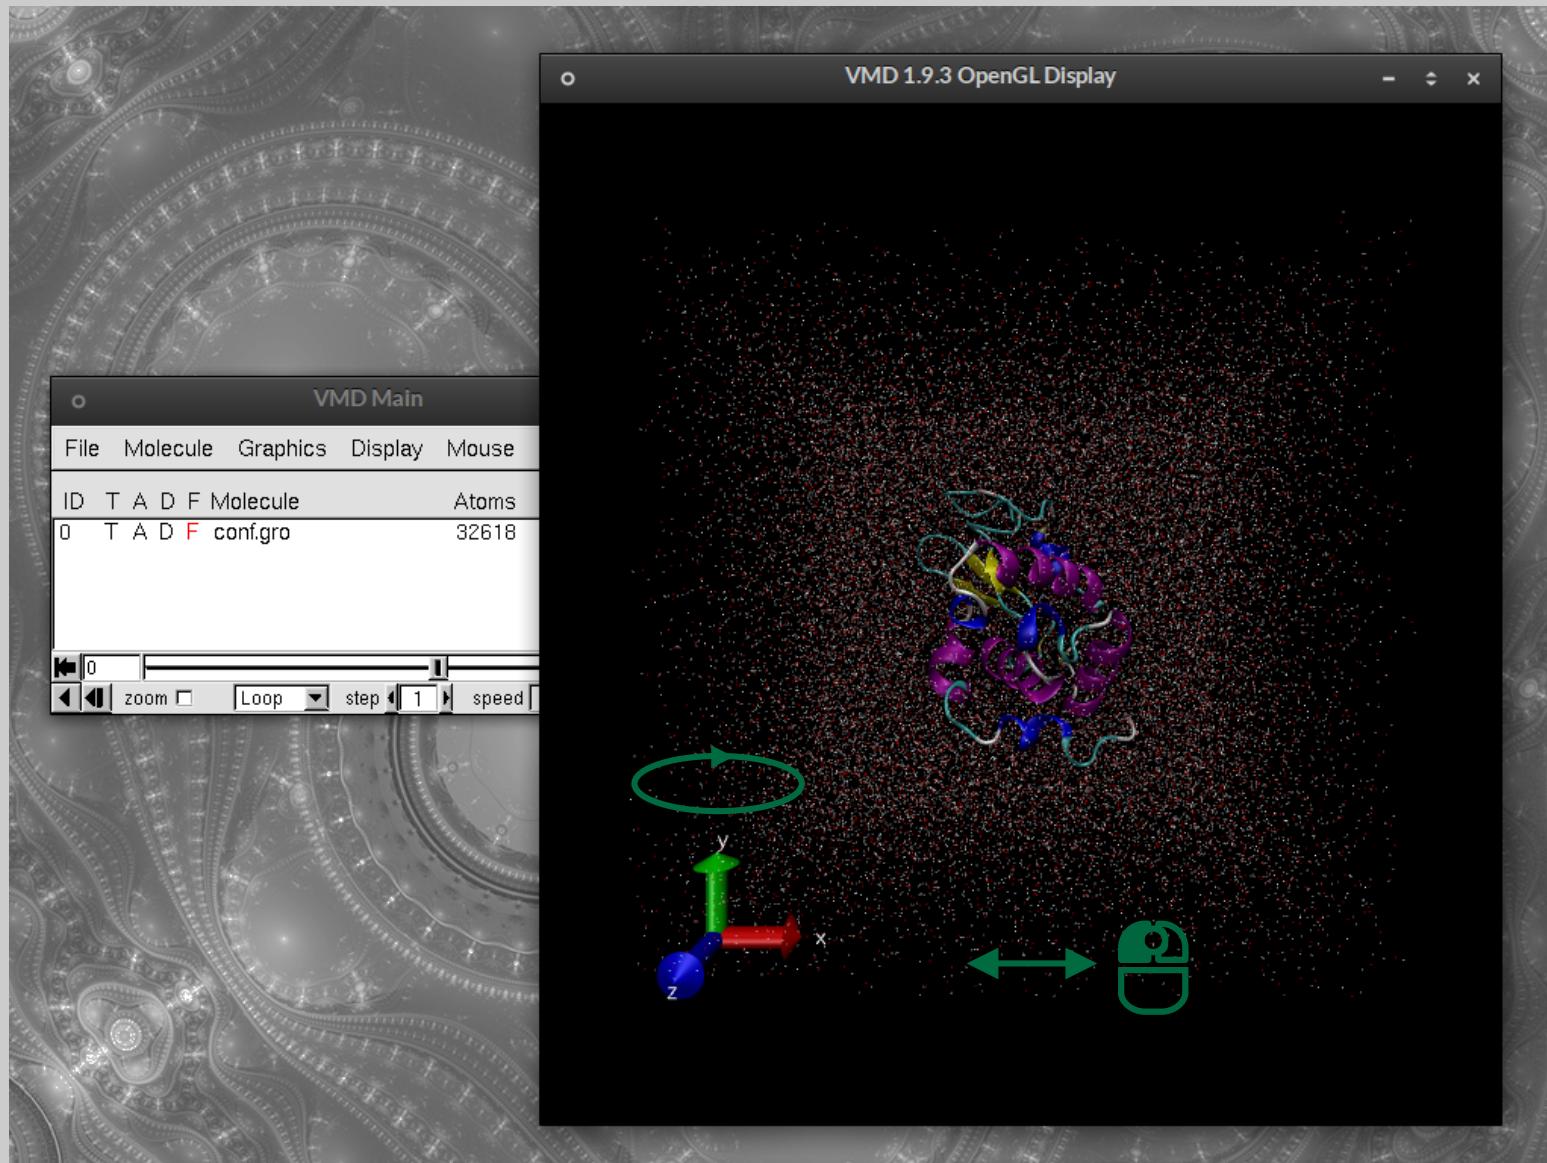 VMD 1.9.3 OpenGL Display
VMD Main
File Molecule Graphics Display Mouse
ID T A D F Molecule Atoms
0 T A D F conf.gro 32618
0
zoom Loop step 1 speed
y
x
z